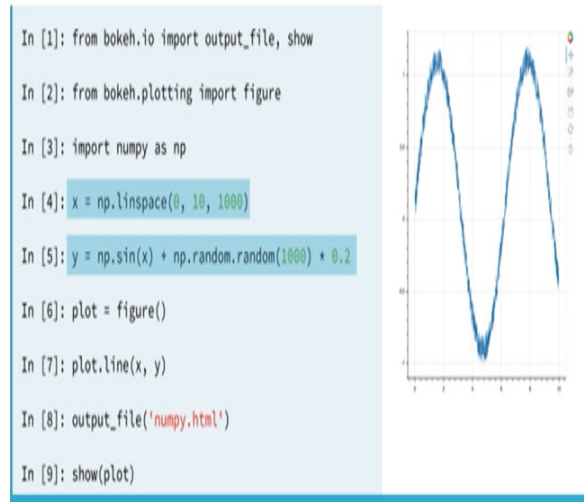 In [1]: from bokeh.io import output_file, show
In [2]: from bokeh.plotting import figure
In [3]: import numpy as np
In [4]: x = np.linspace(0, 10, 1000)
In [5]: y = np.sin(x) + np.random.random(1000) * 0.2
In [6]: plot = figure()
In [7]: plot.line(x, y)
In [8]: output_file('numpy.html')
In [9]: show(plot)